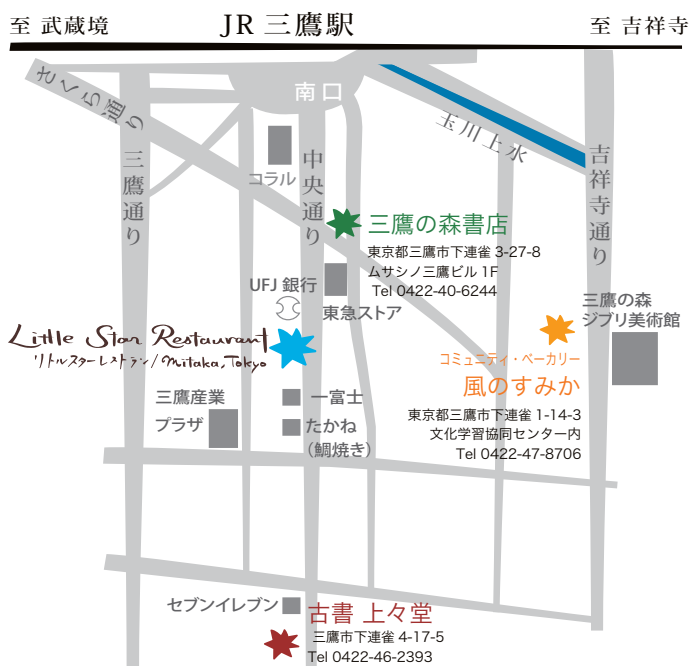 至 武蔵境
JR 三鷹駅
至 吉祥寺
さくら通り
南口
玉川上水
三鷹通り
コラル
中央通り
吉祥寺通り
三鷹の森書店
東京都三鷹市下連雀 3-27-8
ムサシノ三鷹ビル 1F
Tel 0422-40-6244
UFJ 銀行
東急ストア
三鷹の森
ジブリ美術館
Little Star Restaurant
リトルスターレストラン/Mitaka, Tokyo
コミュニティ・ベーカリー
風のすみか
東京都三鷹市下連雀 1-14-3
文化学習協同センター内
Tel 0422-47-8706
三鷹産業
プラザ
一富士
たかね
（鯛焼き）
セブンイレブン
古書 上々堂
三鷹市下連雀 4-17-5
Tel 0422-46-2393